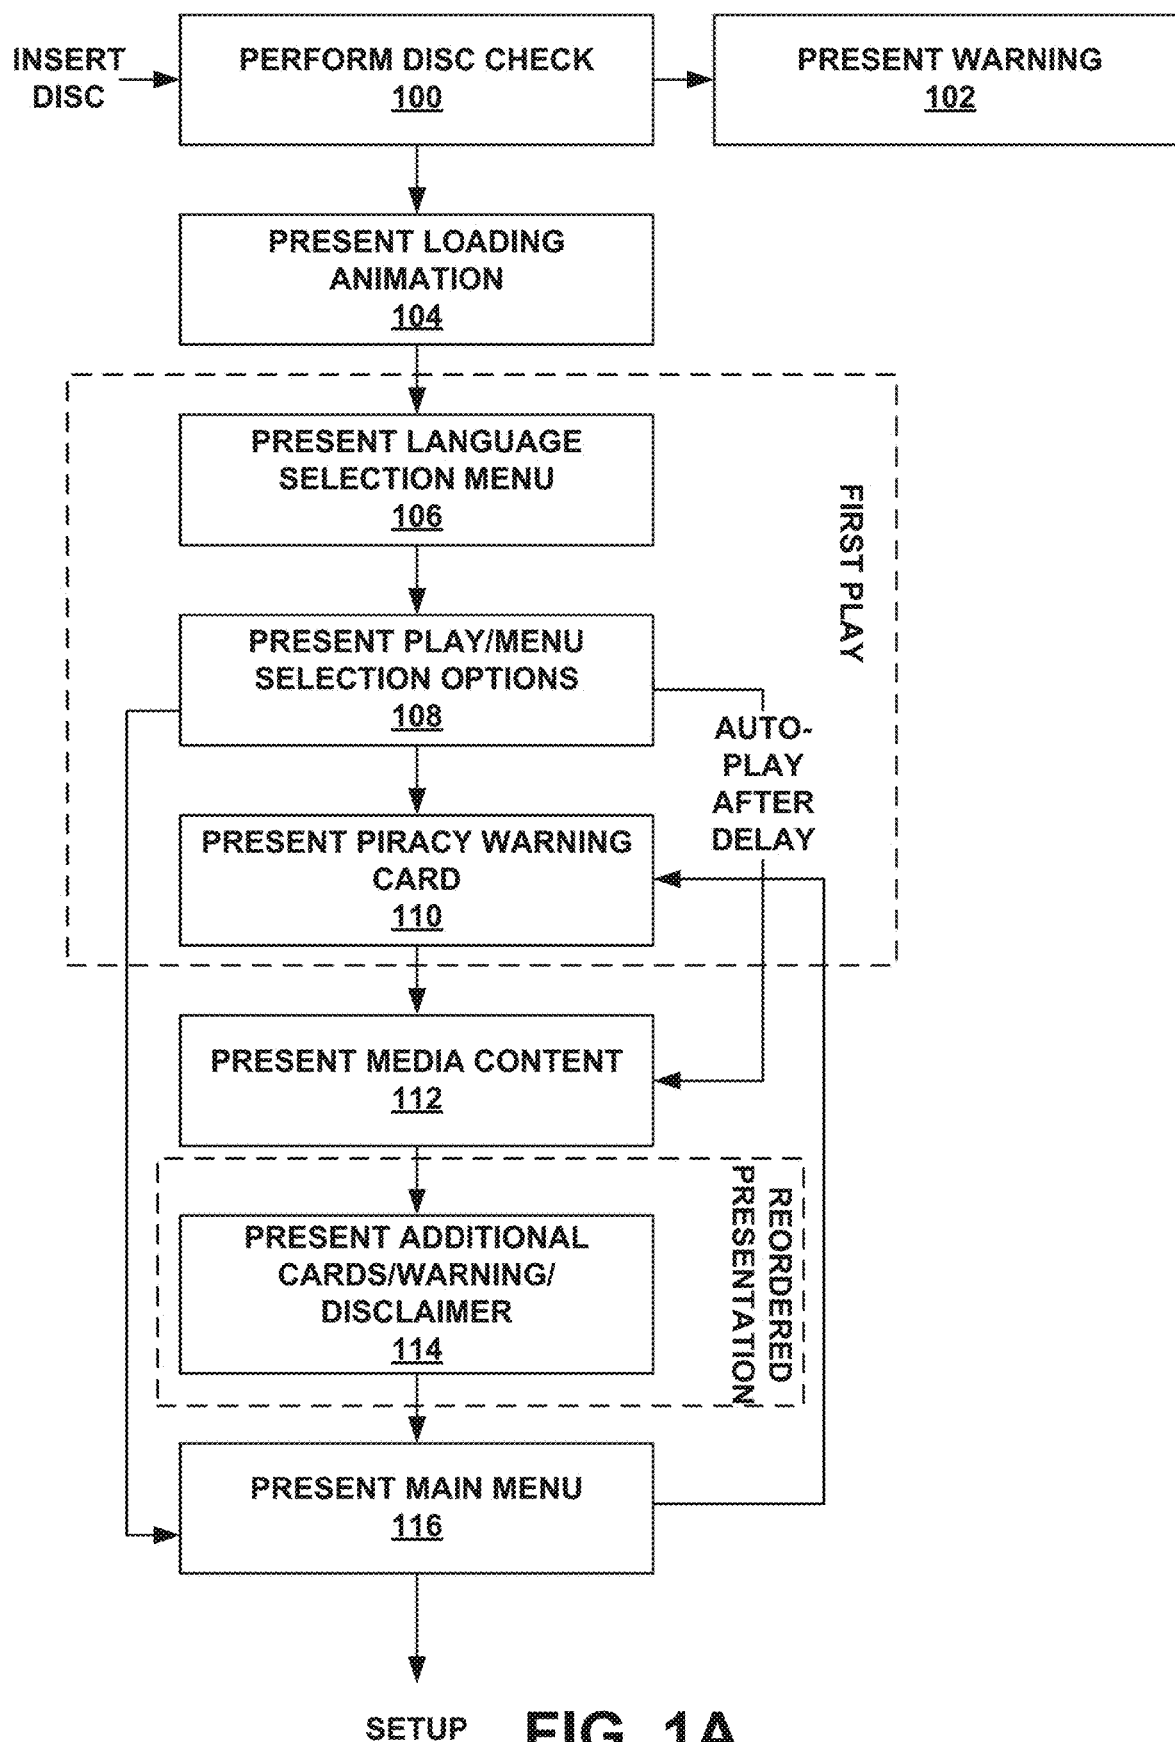 INSERT
DISC
PERFORM DISC CHECK
100
PRESENT WARNING
102
PRESENT LOADING
ANIMATION
104
PRESENT LANGUAGE
SELECTION MENU
106
FIRST PLAY
PRESENT PLAY/MENU
SELECTION OPTIONS
108
AUTO-
PLAY
AFTER
DELAY
PRESENT PIRACY WARNING
CARD
110
PRESENT MEDIA CONTENT
112
REORDERED
PRESENTATION
PRESENT ADDITIONAL
CARDS/WARNING/
DISCLAIMER
114
PRESENT MAIN MENU
116
SETUP
FIG. 1A